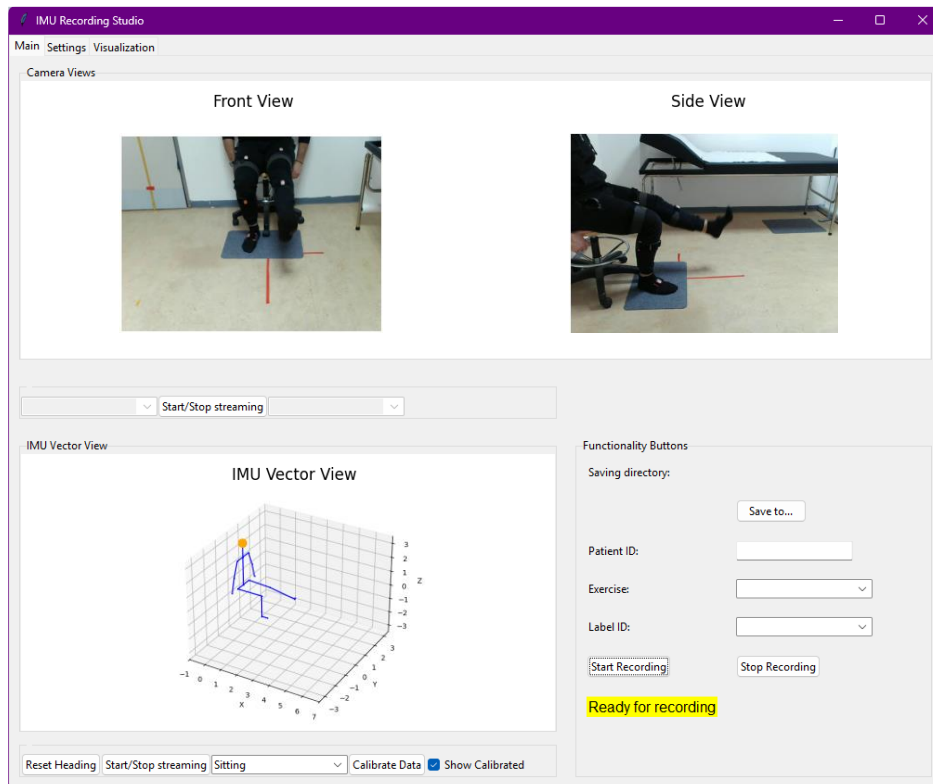 IMU Recording Studio
Main Settings Visualization
Camera Views
Front View
Side View
Start/Stop streaming
IMU Vector View
IMU Vector View
3
2
1
0
−1
−2
−3
Z
−1 0 1 2 3 4 5 6 7
X
−3 −2 −1 0 1 2 3
Y
Reset Heading Start/Stop streaming Sitting Calibrate Data Show Calibrated
Functionality Buttons
Saving directory:
Save to...
Patient ID:
Exercise:
Label ID:
Start Recording Stop Recording
Ready for recording